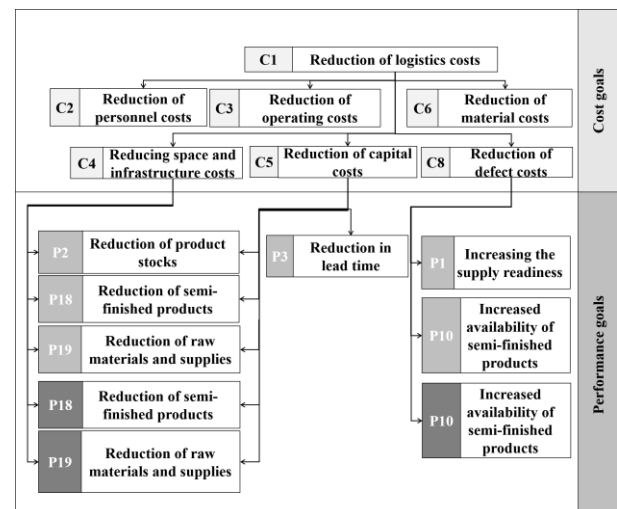 C1
Reduction of logistics costs
C2
Reduction of
personnel costs
C3
Reduction of
operating costs
C6
Reduction of
material costs
C4
Reducing space and
infrastructure costs
C5
Reduction of capital
costs
C8
Reduction of
defect costs
Cost goals
P2
Reduction of product
stocks
P18
Reduction of semi-
finished products
P19
Reduction of raw
materials and supplies
P18
Reduction of semi-
finished products
P19
Reduction of raw
materials and supplies
P3
Reduction in
lead time
P1
Increasing the
supply readiness
P10
Increased
availability of
semi-finished
products
P10
Increased
availability of
semi-finished
products
Performance goals